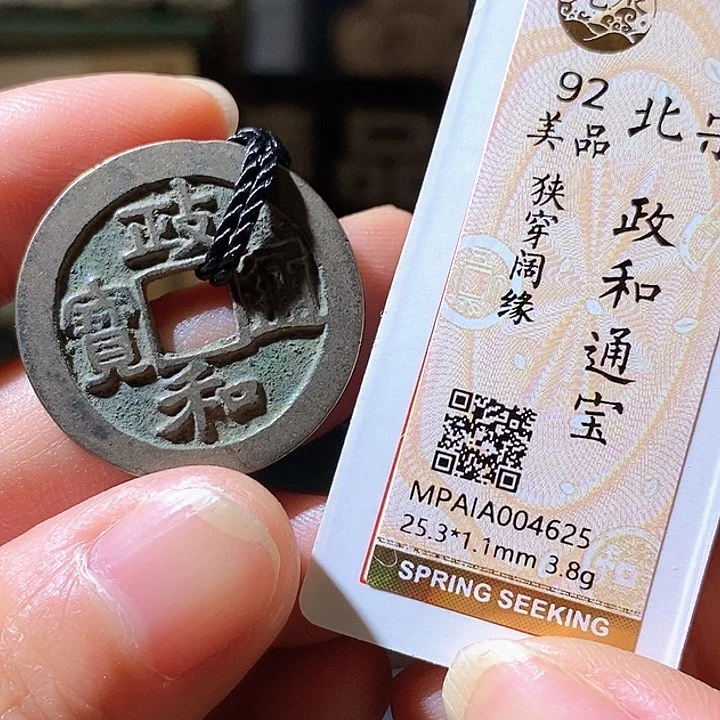 政和通寶
92
美品
北宋
政和通宝
狭穿阔缘
MPAIA004625
25.3*1.1mm 3.8g
SPRING SEEKING